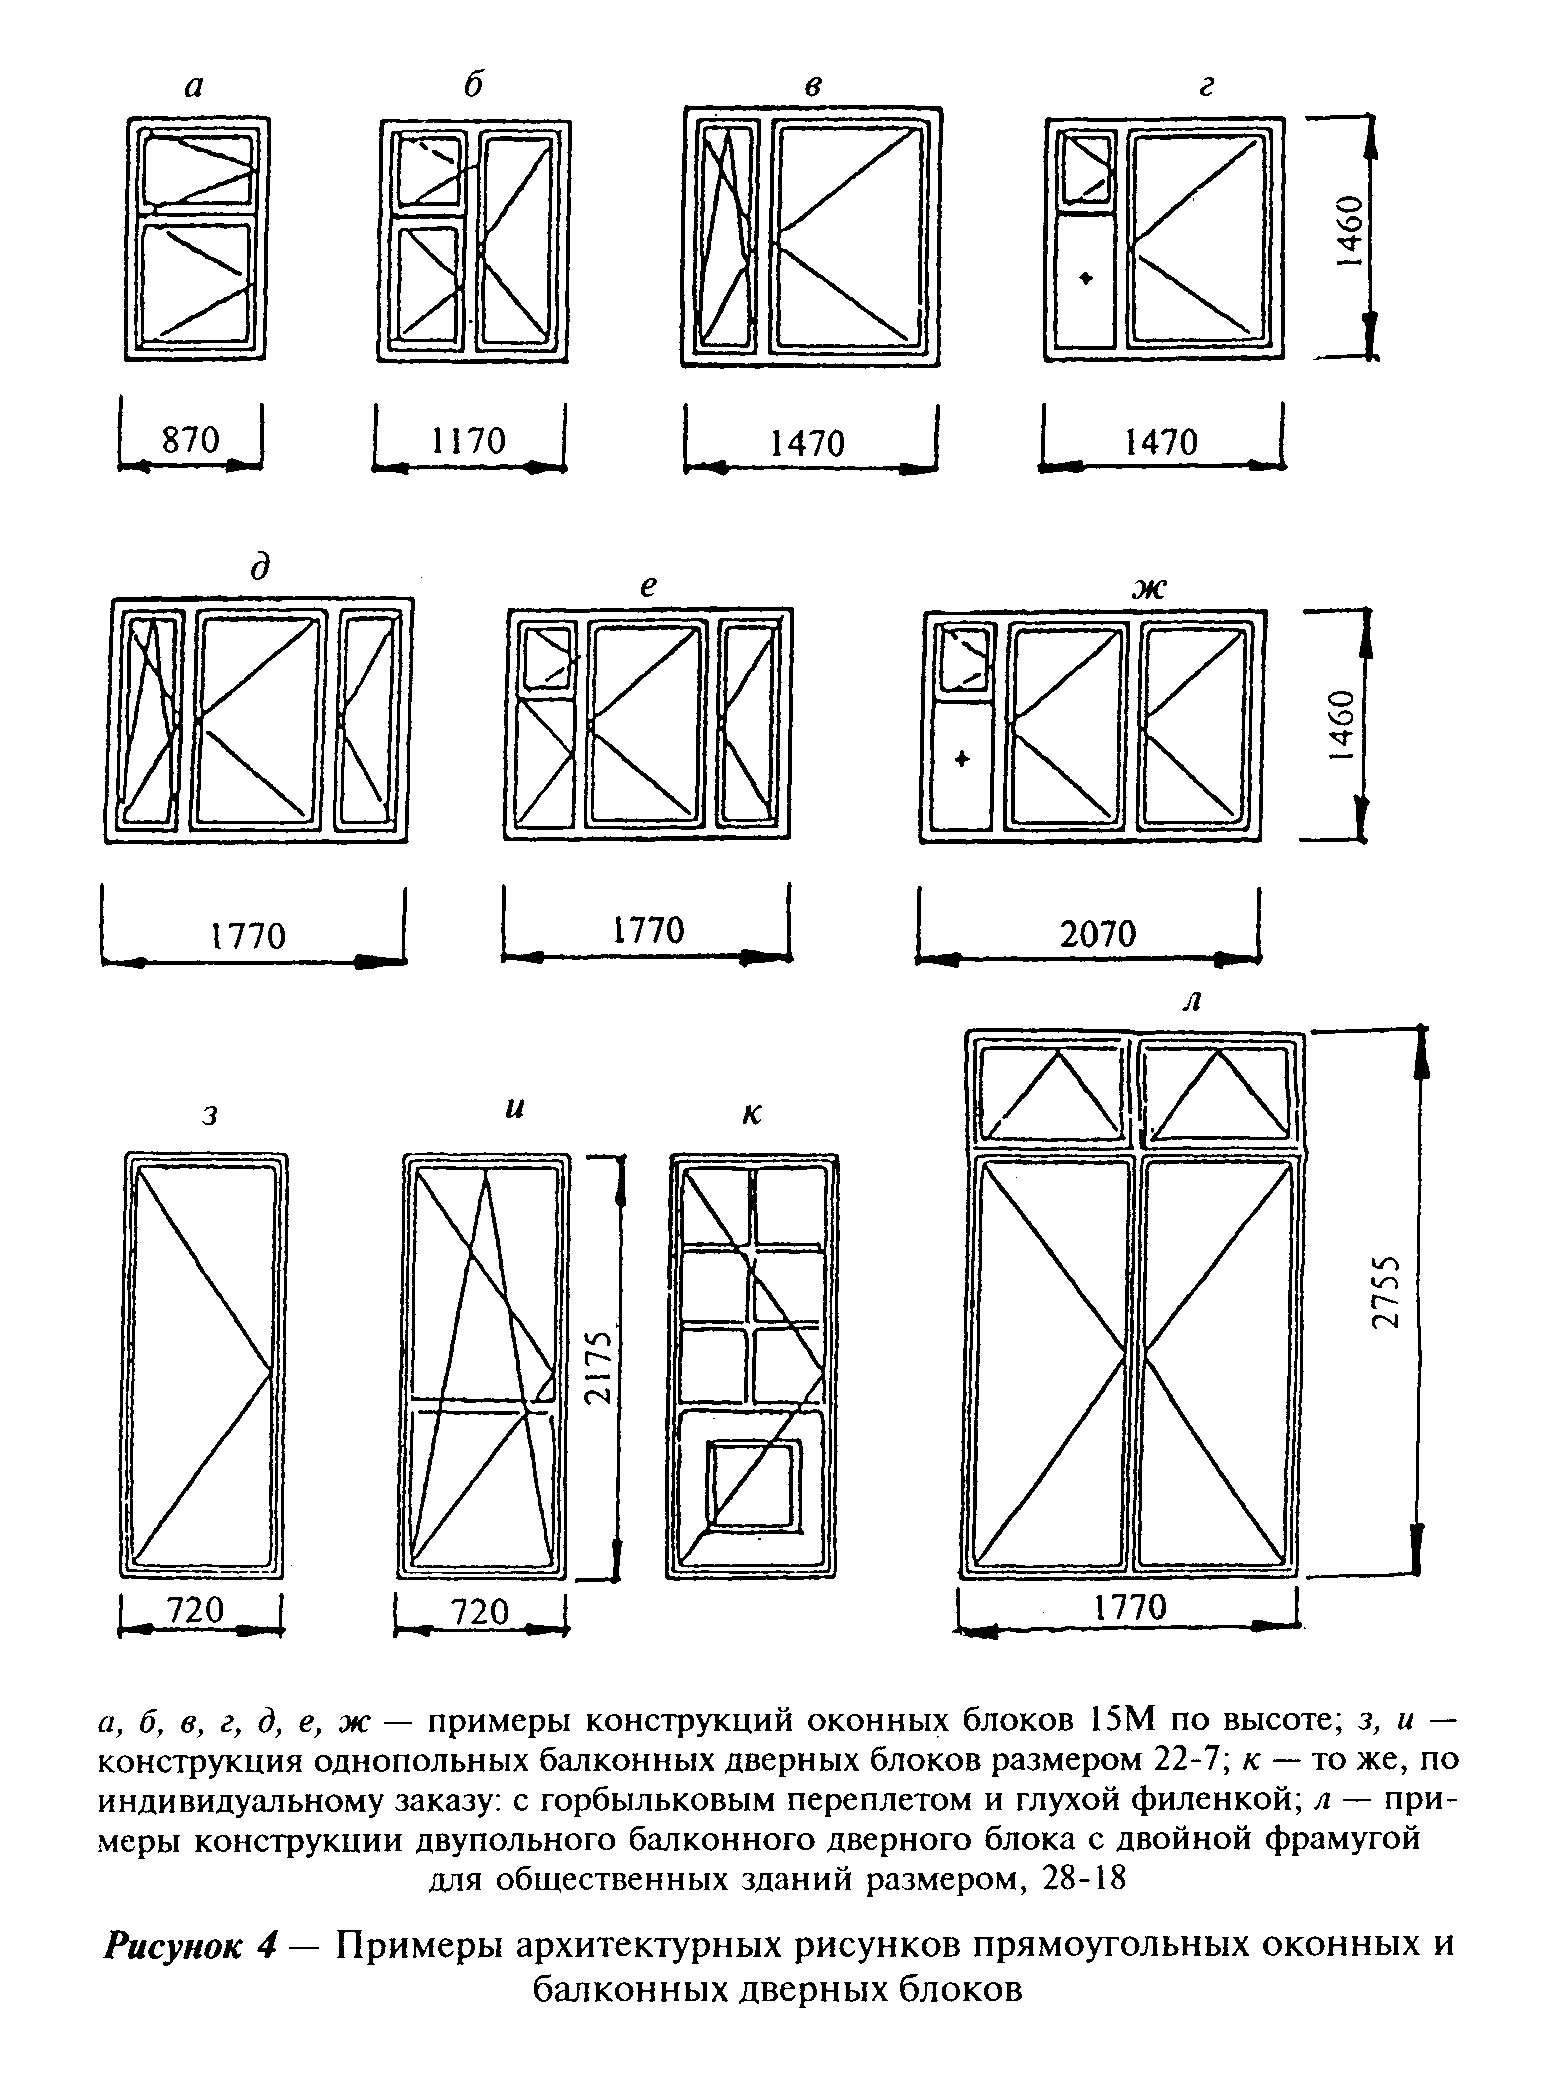 а б в г
1460
870 1170 1470 1470
д е ж
1460
1770 1770 2070
л
з и к
2175
2755
720 720 1770
а, б, в, г, д, е, ж — примеры конструкций оконных блоков 15М по высоте; з, и —
конструкция однопольных балконных дверных блоков размером 22-7; к — то же, по
индивидуальному заказу: с горбыльковым переплетом и глухой филенкой; л — при-
меры конструкции двупольного балконного дверного блока с двойной фрамугой
для общественных зданий размером, 28-18
Рисунок 4 — Примеры архитектурных рисунков прямоугольных оконных и
балконных дверных блоков